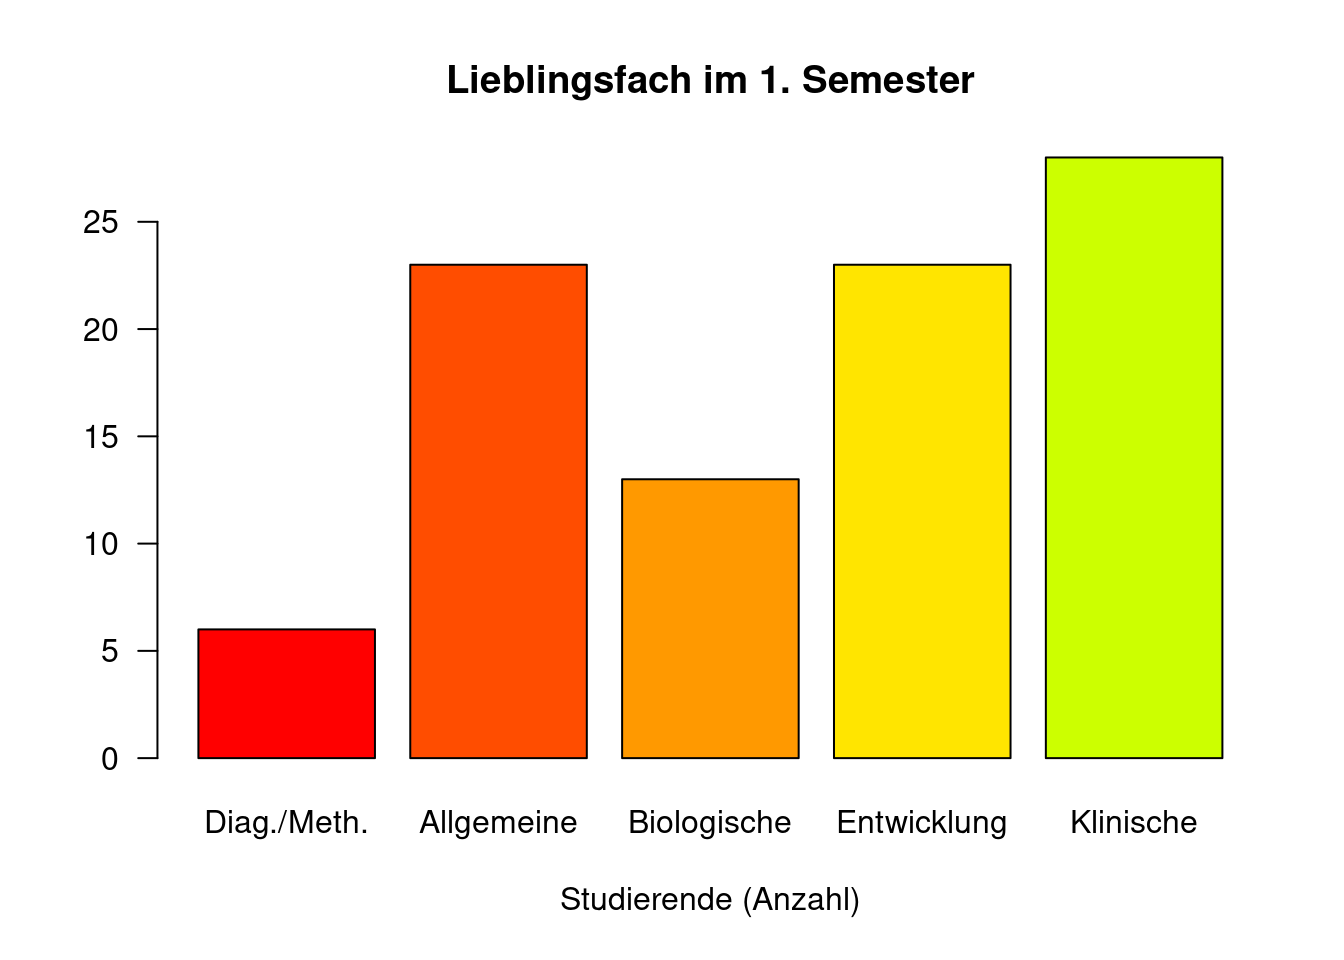 Lieblingsfach im 1. Semester
25
20
15
10
5
0
Diag./Meth. Allgemeine Biologische Entwicklung Klinische
Studierende (Anzahl)